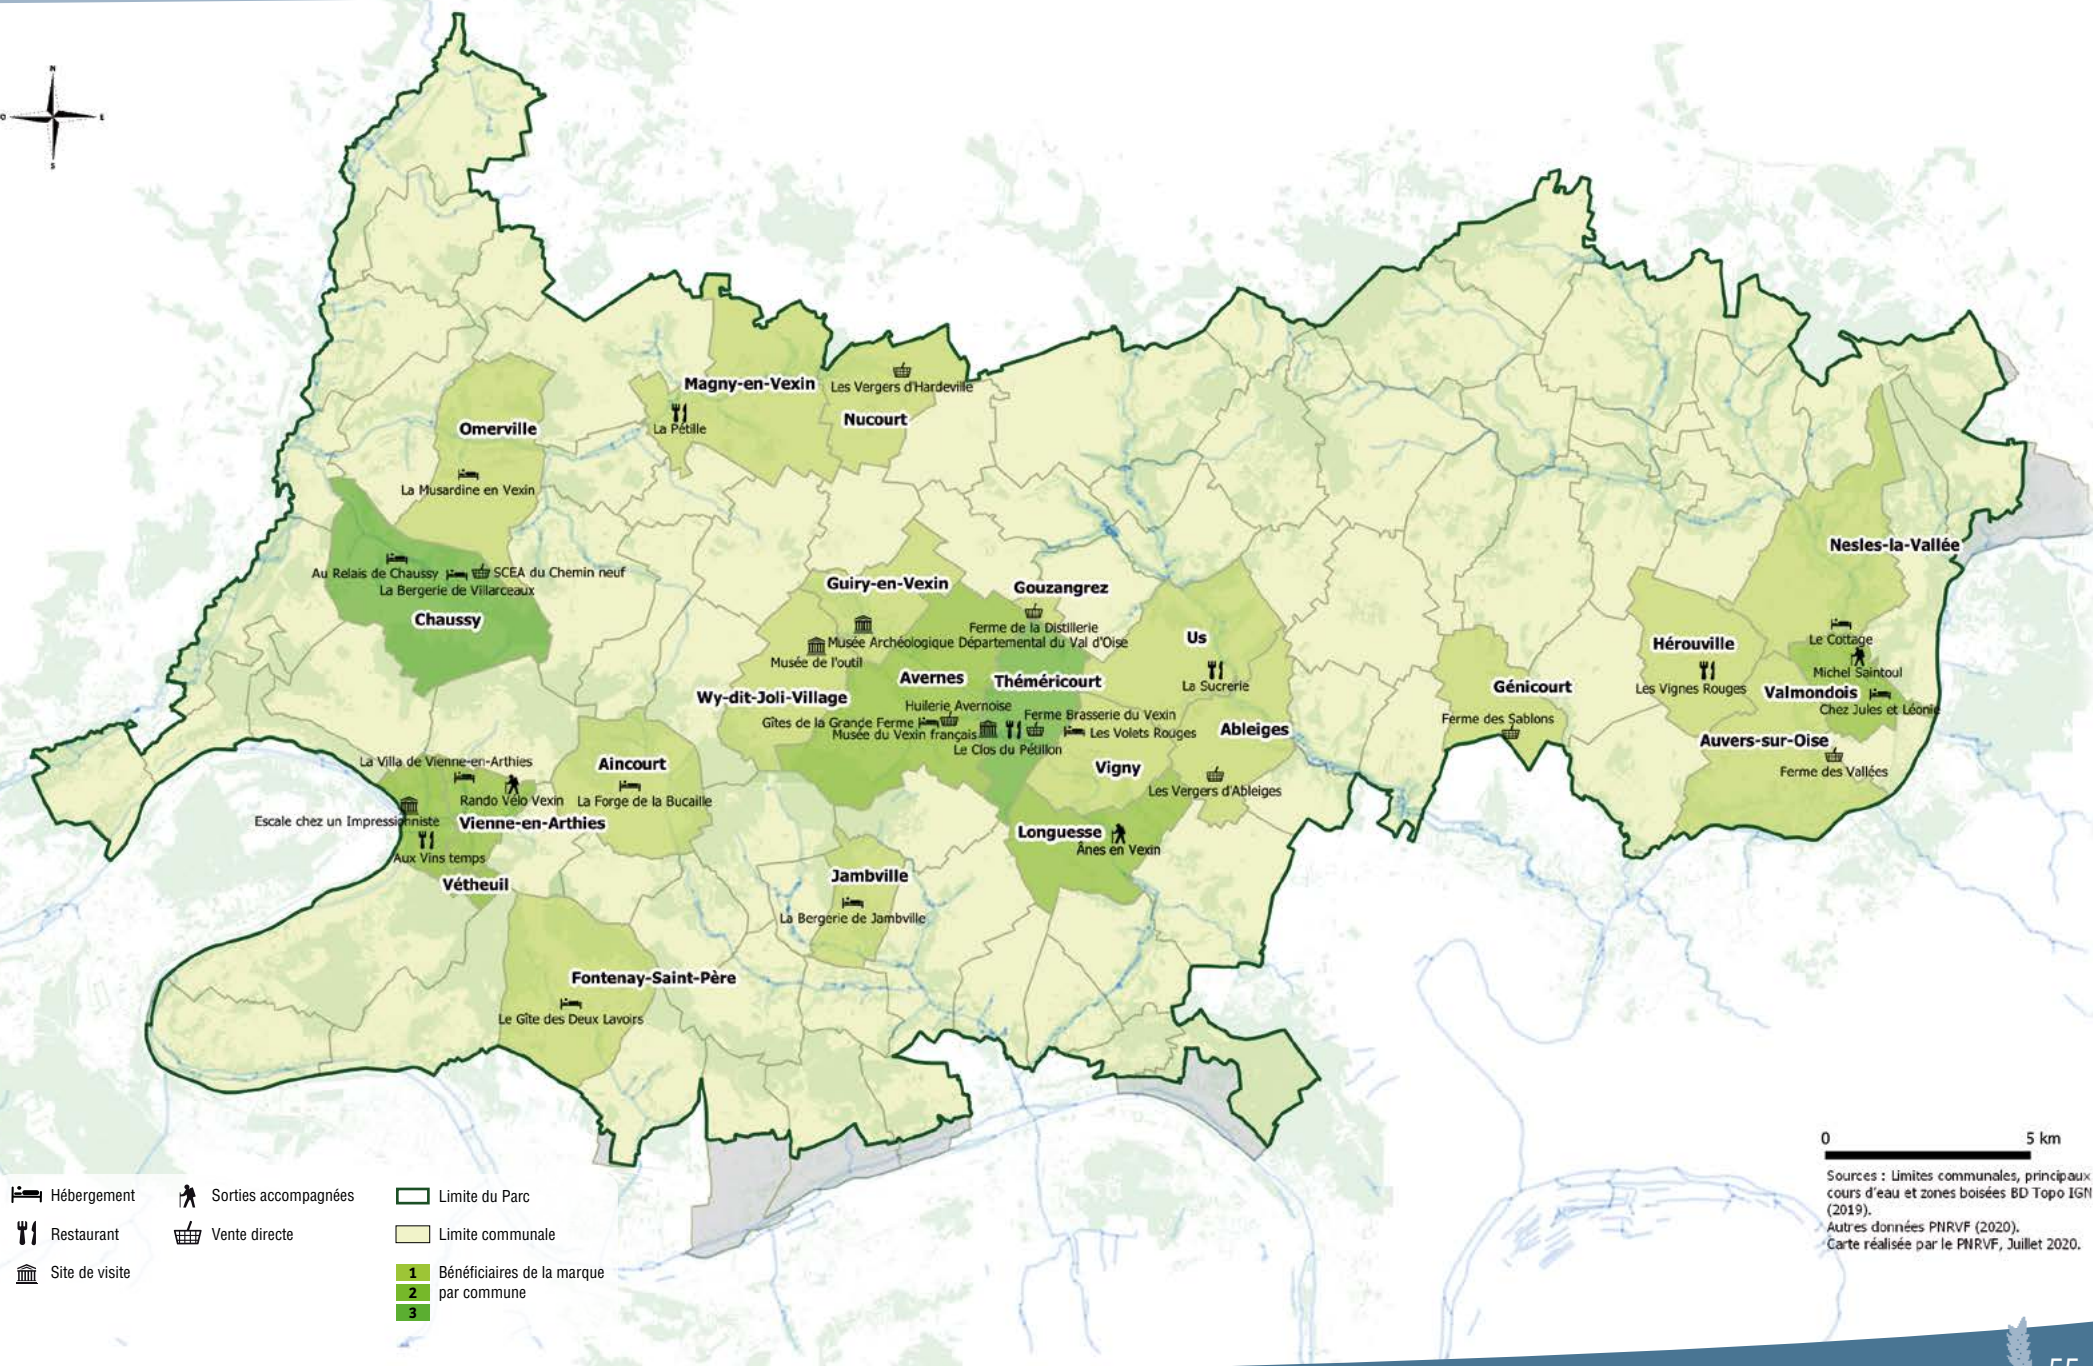 N
O
E
S
Magny-en-Vexin
Les Vergers d'Hardeville
Nucourt
La Pétille
Omerville
La Musardine en Vexin
Au Relais de Chaussy
SCEA du Chemin neuf
La Bergerie de Villarceaux
Chaussy
Guiry-en-Vexin
Gouzangrez
Ferme de la Distillerie
Musée Archéologique Départemental du Val d'Oise
Musée de l'outil
Us
La Sucrerie
Avernes
Théméricourt
Wy-dit-Joli-Village
Huilerie Avernoise
Gîtes de la Grande Ferme
Ferme Brasserie du Vexin
Musée du Vexin français
Les Volets Rouges
Le Clos du Pétillon
Ableiges
Vigny
Les Vergers d'Ableiges
Longuesse
Ânes en Vexin
Nesles-la-Vallée
Le Cottage
Hérouville
Michel Saintoul
Les Vignes Rouges
Valmondois
Chez Jules et Léonie
Génicourt
Ferme des Sablons
Auvers-sur-Oise
Ferme des Vallées
La Villa de Vienne-en-Arthies
Rando Vélo Vexin
Escale chez un Impressionniste
Vienne-en-Arthies
Aux Vins temps
Vétheuil
Aincourt
La Forge de la Bucaille
Jambville
La Bergerie de Jambville
Fontenay-Saint-Père
Le Gîte des Deux Lavoirs
0 5 km
Sources : Limites communales, principaux
cours d'eau et zones boisées BD Topo IGN
(2019).
Autres données PNRVF (2020).
Carte réalisée par le PNRVF, Juillet 2020.
Hébergement
Restaurant
Site de visite
Sorties accompagnées
Vente directe
Limite du Parc
Limite communale
1 Bénéficiaires de la marque
2 par commune
3
55